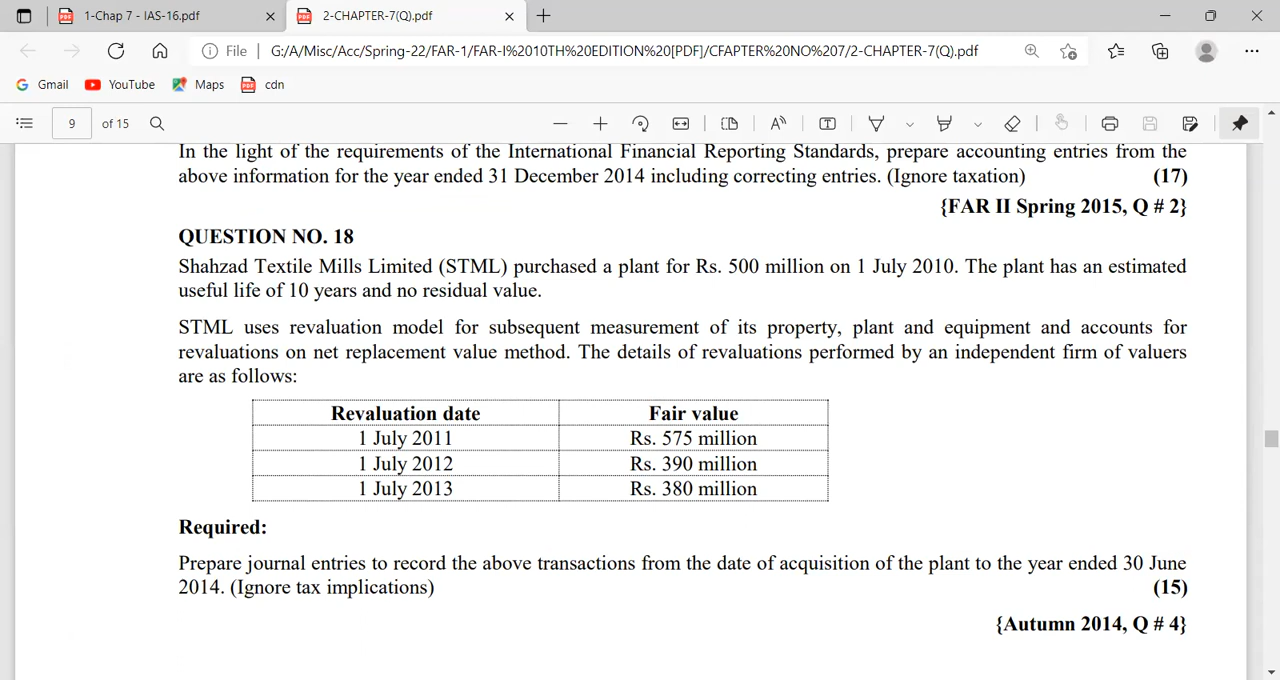 1-Chap 7 - IAS-16.pdf
2-CHAPTER-7(Q).pdf
File G:/A/Misc/Acc/Spring-22/FAR-1/FAR-I%2010TH%20EDITION%20[PDF]/CFAPTER%20NO%207/2-CHAPTER-7(Q).pdf
Gmail YouTube Maps cdn
9 of 15
In the light of the requirements of the International Financial Reporting Standards, prepare accounting entries from the
above information for the year ended 31 December 2014 including correcting entries. (Ignore taxation) (17)
{FAR II Spring 2015, Q # 2}
QUESTION NO. 18
Shahzad Textile Mills Limited (STML) purchased a plant for Rs. 500 million on 1 July 2010. The plant has an estimated
useful life of 10 years and no residual value.
STML uses revaluation model for subsequent measurement of its property, plant and equipment and accounts for
revaluations on net replacement value method. The details of revaluations performed by an independent firm of valuers
are as follows:
Revaluation date Fair value
1 July 2011 Rs. 575 million
1 July 2012 Rs. 390 million
1 July 2013 Rs. 380 million
Required:
Prepare journal entries to record the above transactions from the date of acquisition of the plant to the year ended 30 June
2014. (Ignore tax implications) (15)
{Autumn 2014, Q # 4}